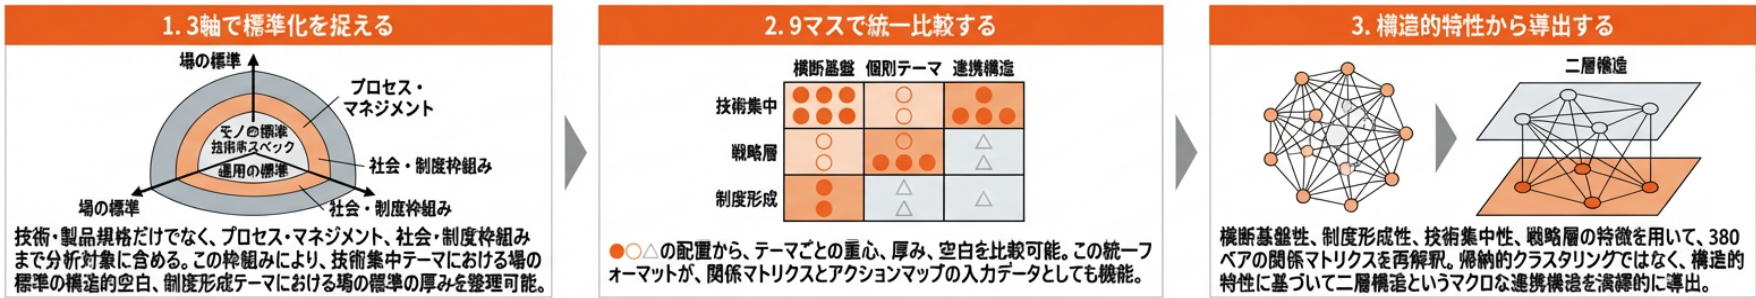 1. 3軸で標準化を捉える
場の標準
プロセス・
マネジメント
モノの標準
技術的スペック
運用の標準
社会・制度枠組み
場の標準
社会・制度枠組み
技術・製品規格だけでなく、プロセス・マネジメント、社会・制度枠組み
まで分析対象に含める。この枠組みにより、技術集中テーマにおける場の
標準の構造的空白、制度形成テーマにおける場の標準の厚みを整理可能。
2. 9マスで統一比較する
横断基盤 個別テーマ 連携構造
技術集中
戦略層
制度形成
●○△の配置から、テーマごとの重心、厚み、空白を比較可能。この統一フ
ォーマットが、関係マトリクスとアクションマップの入力データとしても機能。
3. 構造的特性から導出する
二層構造
横断基盤性、制度形成性、技術集中性、戦略層の特徴を用いて、380
ペアの関係マトリクスを再解釈。帰納的クラスタリングではなく、構造的
特性に基づいて二層構造というマクロな連携構造を演繹的に導出。